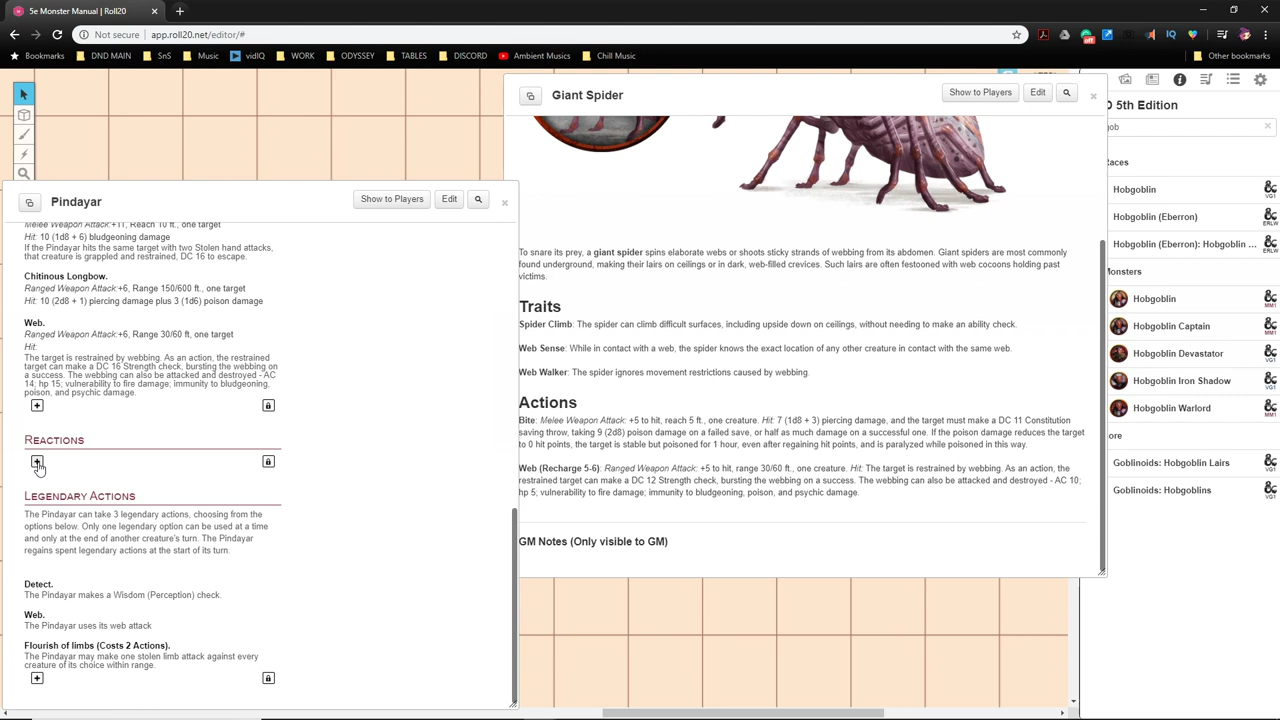 5e Monster Manual | Roll20
Not secure | app.roll20.net/editor/#
Bookmarks DND MAIN SnS Music vidIQ WORK ODYSSEY TABLES DISCORD Ambient Musics Chill Music Other bookmarks
Giant Spider
Show to Players Edit
D 5th Edition
gob
To snare its prey, a giant spider spins elaborate webs or shoots sticky strands of webbing from its abdomen. Giant spiders are most commonly
found underground, making their lairs on ceilings or in dark, web-filled crevices. Such lairs are often festooned with web cocoons holding past
victims.
Traits
Spider Climb: The spider can climb difficult surfaces, including upside down on ceilings, without needing to make an ability check.
Web Sense: While in contact with a web, the spider knows the exact location of any other creature in contact with the same web.
Web Walker: The spider ignores movement restrictions caused by webbing.
Actions
Bite: Melee Weapon Attack: +5 to hit, reach 5 ft., one creature. Hit: 7 (1d8 + 3) piercing damage, and the target must make a DC 11 Constitution
saving throw, taking 9 (2d8) poison damage on a failed save, or half as much damage on a successful one. If the poison damage reduces the target
to 0 hit points, the target is stable but poisoned for 1 hour, even after regaining hit points, and is paralyzed while poisoned in this way.
Web (Recharge 5-6): Ranged Weapon Attack: +5 to hit, range 30/60 ft., one creature. Hit: The target is restrained by webbing. As an action, the
restrained target can make a DC 12 Strength check, bursting the webbing on a success. The webbing can also be attacked and destroyed - AC 10;
hp 5; vulnerability to fire damage; immunity to bludgeoning, poison, and psychic damage.
GM Notes (Only visible to GM)
Pindayar
Show to Players Edit
Melee Weapon Attack:+11, Reach 10 ft., one target
Hit: 10 (1d8 + 6) bludgeoning damage
If the Pindayar hits the same target with two Stolen hand attacks,
that creature is grappled and restrained, DC 16 to escape.
Chitinous Longbow.
Ranged Weapon Attack:+6, Range 150/600 ft., one target
Hit: 10 (2d8 + 1) piercing damage plus 3 (1d6) poison damage
Web.
Ranged Weapon Attack:+6, Range 30/60 ft, one target
Hit:
The target is restrained by webbing. As an action, the restrained
target can make a DC 16 Strength check, bursting the webbing on
a success. The webbing can also be attacked and destroyed - AC
14; hp 15; vulnerability to fire damage; immunity to bludgeoning,
poison, and psychic damage.
Reactions
Legendary Actions
The Pindayar can take 3 legendary actions, choosing from the
options below. Only one legendary option can be used at a time
and only at the end of another creature's turn. The Pindayar
regains spent legendary actions at the start of its turn.
Detect.
The Pindayar makes a Wisdom (Perception) check.
Web.
The Pindayar uses its web attack
Flourish of limbs (Costs 2 Actions).
The Pindayar may make one stolen limb attack against every
creature of its choice within range.
aces
Hobgoblin VG1
Hobgoblin (Eberron) ERLW
Hobgoblin (Eberron): Hobgoblin ... ERLW
Monsters
Hobgoblin MM1
Hobgoblin Captain MM1
Hobgoblin Devastator VG1
Hobgoblin Iron Shadow VG1
Hobgoblin Warlord MM1
ore
Goblinoids: Hobgoblin Lairs VG1
Goblinoids: Hobgoblins VG1